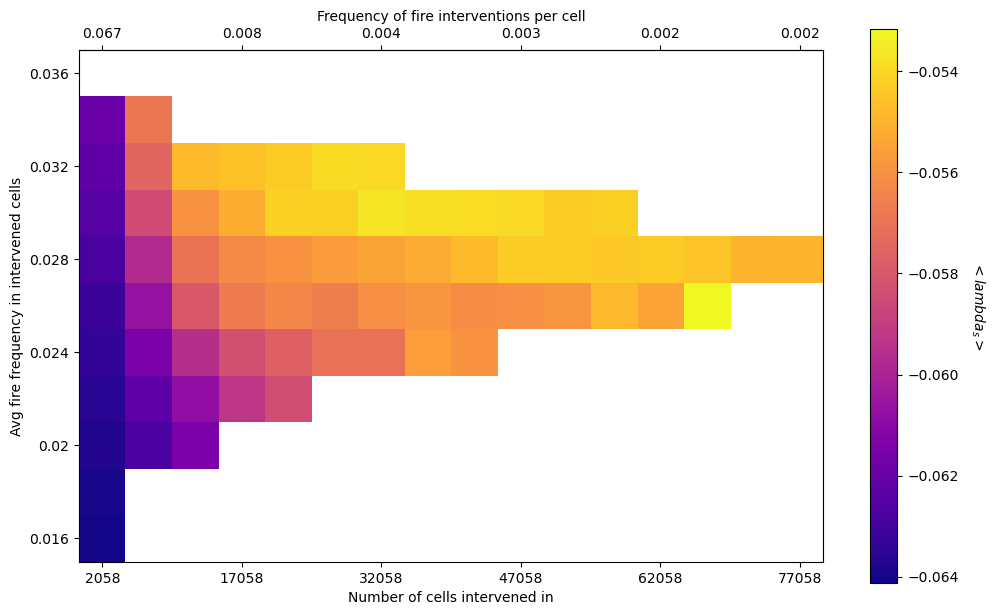 Frequency of fire interventions per cell
0.067 0.008 0.004 0.003 0.002 0.002
0.036
0.032
0.028
0.024
0.02
0.016
Avg fire frequency in intervened cells
2058 17058 32058 47058 62058 77058
Number of cells intervened in
−0.054
−0.056
−0.058
−0.060
−0.062
−0.064
< lambda_s >